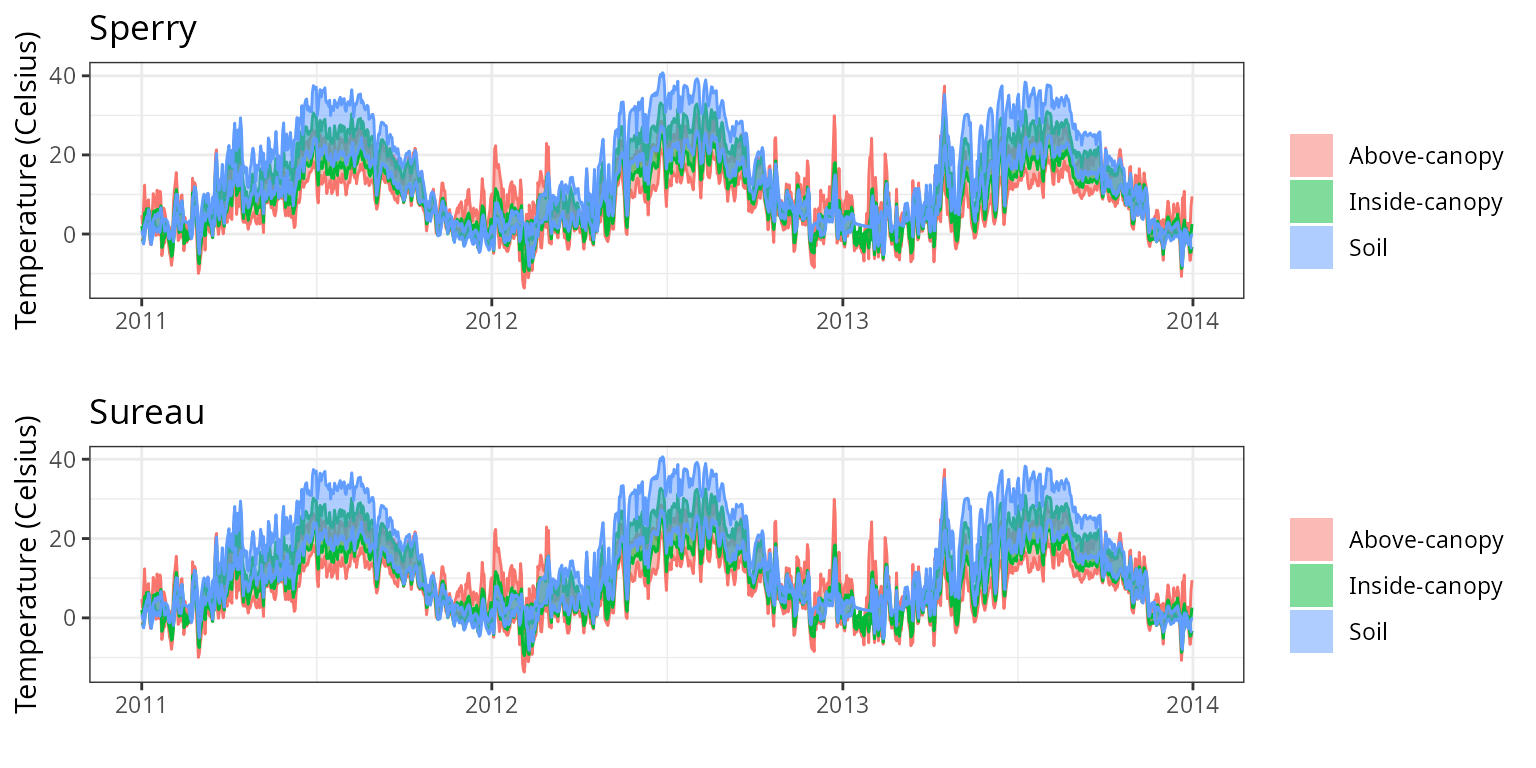 Sperry
Temperature (Celsius)
40
20
0
2011
2012
2013
2014
Above-canopy
Inside-canopy
Soil
Sureau
Temperature (Celsius)
40
20
0
2011
2012
2013
2014
Above-canopy
Inside-canopy
Soil